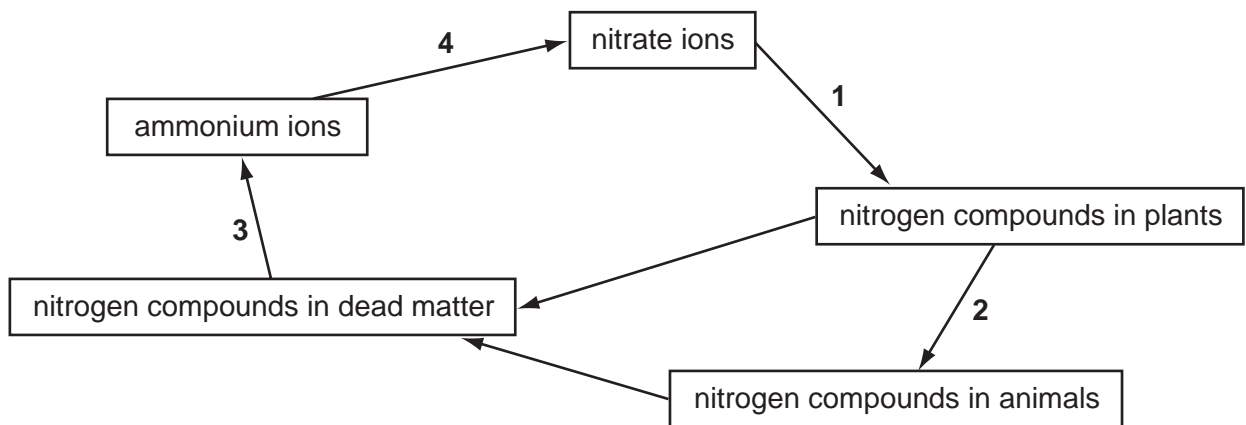 4
nitrate ions
1
ammonium ions
3
nitrogen compounds in plants
nitrogen compounds in dead matter
2
nitrogen compounds in animals